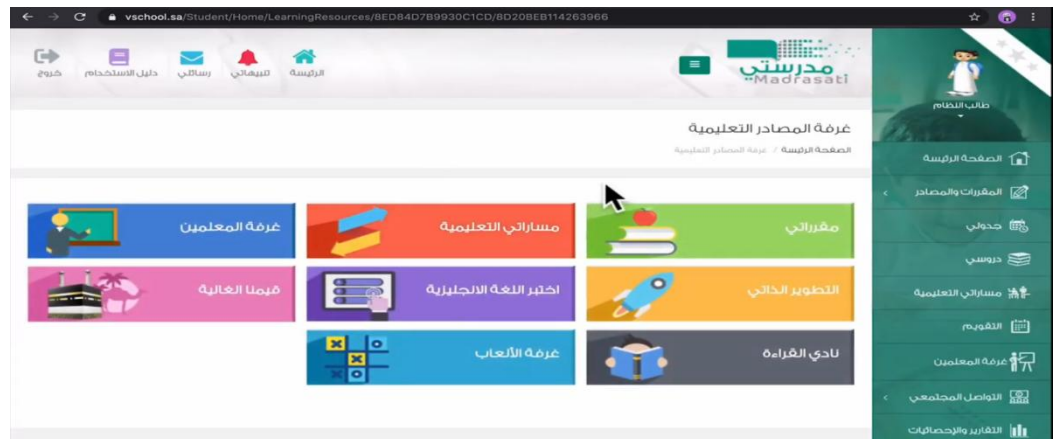 vschool.sa/Student/Home/LearningResources/8ED84D7B9930C1CD/8D20BEB114263966
مدرستي
Madrasati
الرئيسة
تنبيهاتي
رسائلي
دليل الاستخدام
خروج
طالب النظام
غرفة المصادر التعليمية
الصفحة الرئيسة / غرفة المصادر التعليمية
مقرراتي
مساراتي التعليمية
غرفة المعلمين
التطوير الذاتي
اختبر اللغة الانجليزية
قيمنا الغالية
نادي القراءة
غرفة الألعاب
الصفحة الرئيسة
المقررات والمصادر
جدولي
دروسي
مساراتي التعليمية
التقويم
غرفة المعلمين
التواصل المجتمعي
التقارير والإحصائيات